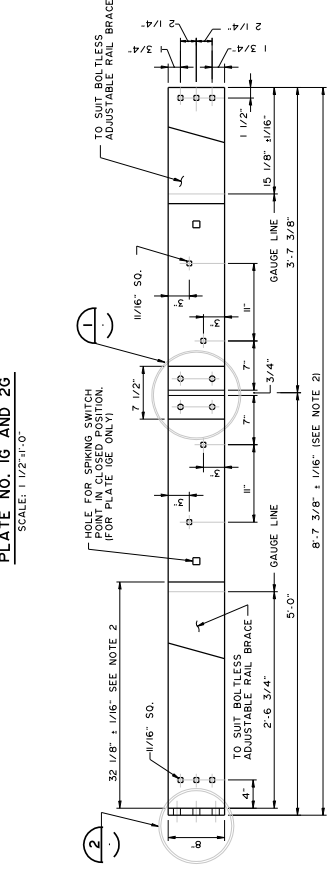 PLATE NO. 1G AND 2G
SCALE: 1 1/2"=1'-0"
32 1/8" ± 1/16" SEE NOTE 2
HOLE FOR SPIKING SWITCH
POINT IN CLOSED POSITION.
(FOR PLATE 1GE ONLY)
7 1/2"
1
TO SUIT BOLTLESS
ADJUSTABLE RAIL BRACE
2
11/16" SQ.
3"
11/16" SQ.
3"
1 3/4"
2 1/4"
2 1/4"
1 3/4"
8"
4"
TO SUIT BOLTLESS
ADJUSTABLE RAIL BRACE
3"
3"
1 1/2"
11"
7"
7"
11"
3/4"
2'-6 3/4"
GAUGE LINE
GAUGE LINE
15 1/8" ±1/16"
5'-0"
3'-7 3/8"
8'-7 3/8" ± 1/16" (SEE NOTE 2)